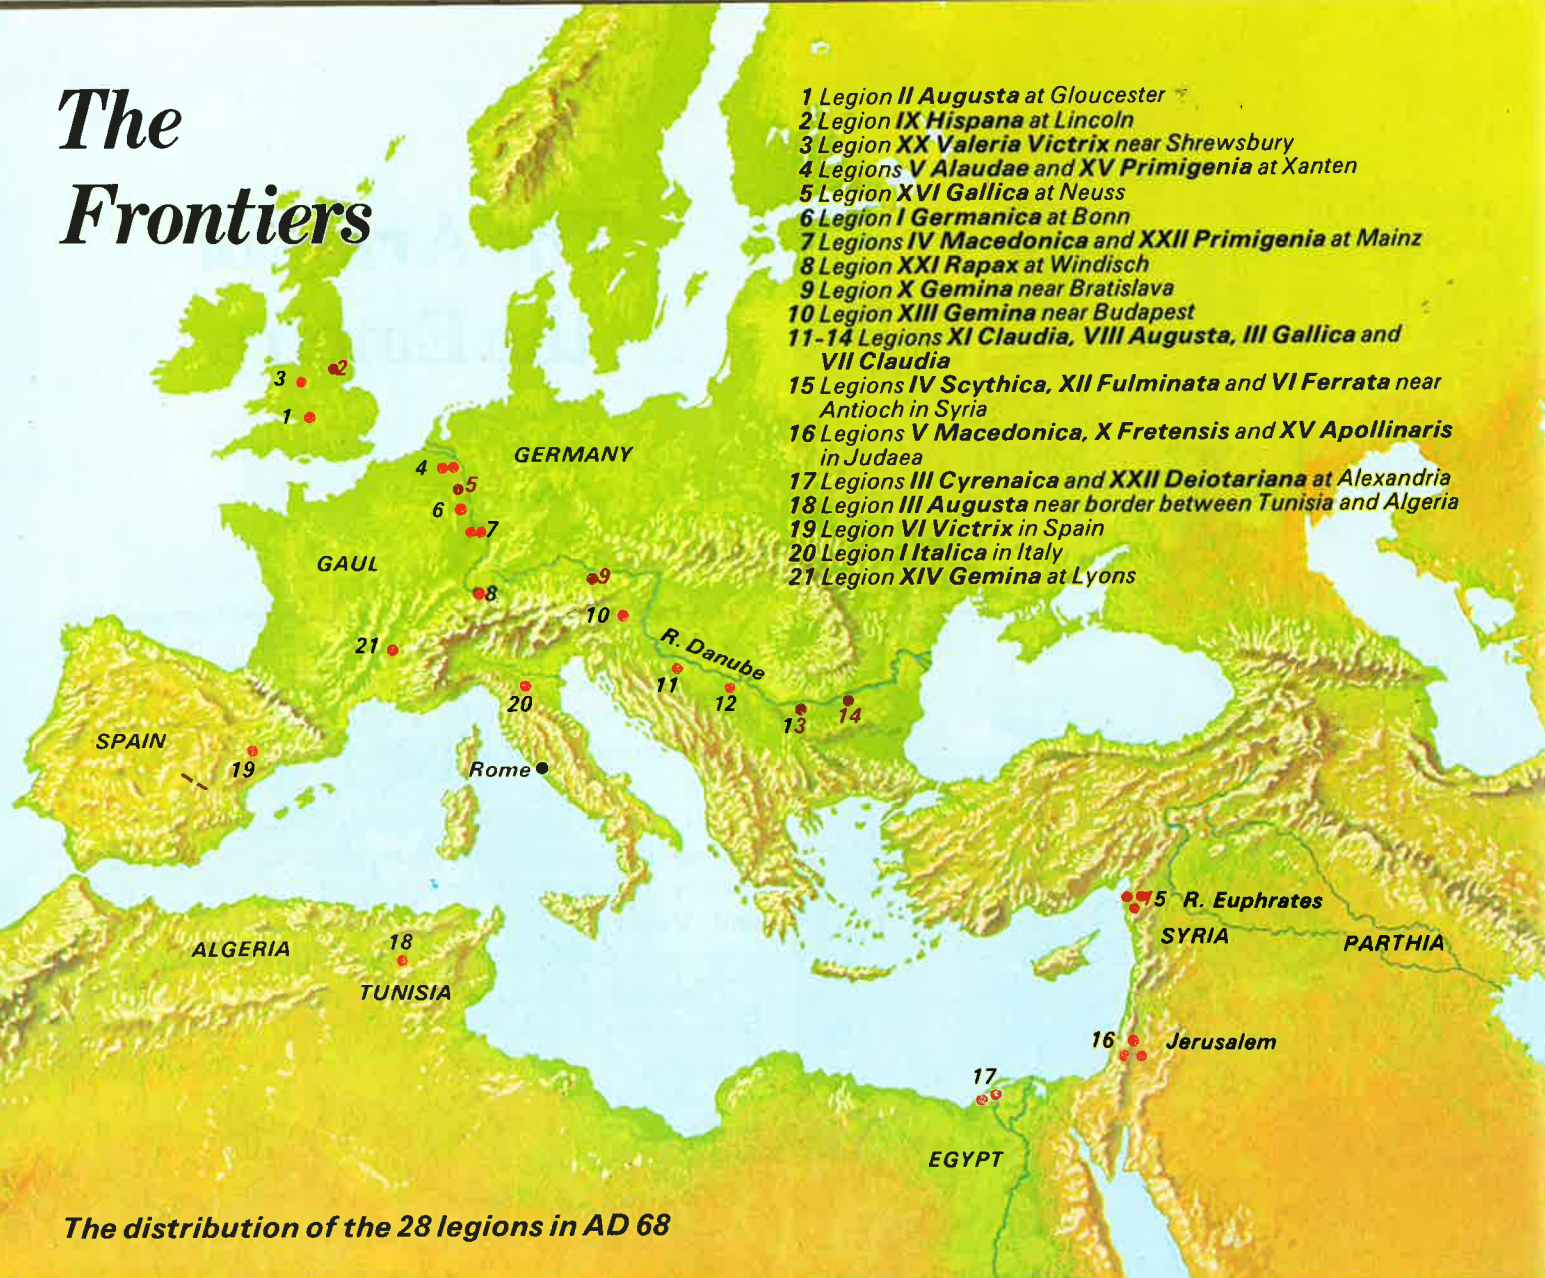 The
Frontiers
1 Legion II Augusta at Gloucester
2 Legion IX Hispana at Lincoln
3 Legion XX Valeria Victrix near Shrewsbury
4 Legions V Alaudae and XV Primigenia at Xanten
5 Legion XVI Gallica at Neuss
6 Legion I Germanica at Bonn
7 Legions IV Macedonica and XXII Primigenia at Mainz
8 Legion XXI Rapax at Windisch
9 Legion X Gemina near Bratislava
10 Legion XIII Gemina near Budapest
11-14 Legions XI Claudia, VIII Augusta, III Gallica and
VII Claudia
15 Legions IV Scythica, XII Fulminata and VI Ferrata near
Antioch in Syria
16 Legions V Macedonica, X Fretensis and XV Apollinaris
in Judaea
17 Legions III Cyrenaica and XXII Deiotariana at Alexandria
18 Legion III Augusta near border between Tunisia and Algeria
19 Legion VI Victrix in Spain
20 Legion I Italica in Italy
21 Legion XIV Gemina at Lyons
2
3
1
GERMANY
4
5
6
7
GAUL
9
8
10
21
R. Danube
11
12
20
13
14
SPAIN
19
Rome
5
R. Euphrates
SYRIA
PARTHIA
ALGERIA
18
TUNISIA
16
Jerusalem
17
EGYPT
The distribution of the 28 legions in AD 68